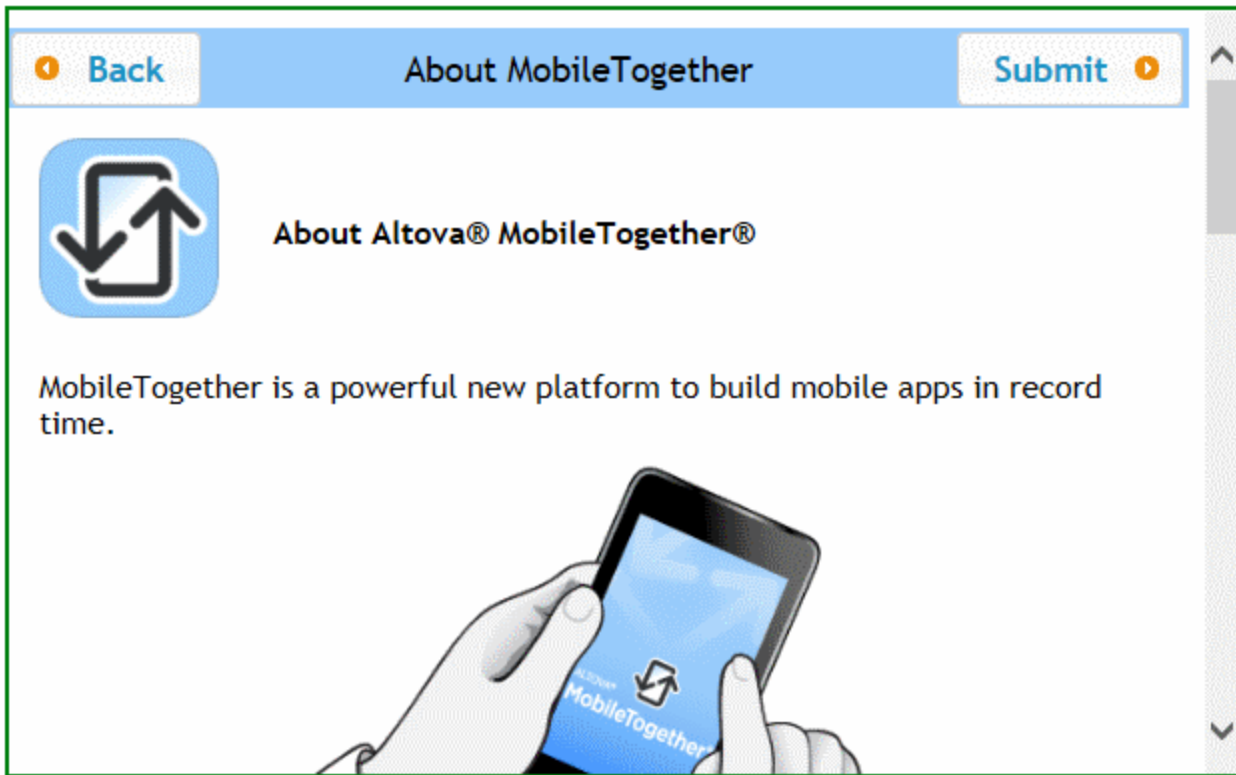 Back
About MobileTogether
Submit
About Altova® MobileTogether®
MobileTogether is a powerful new platform to build mobile apps in record
time.
ALTOVA®
MobileTogether®